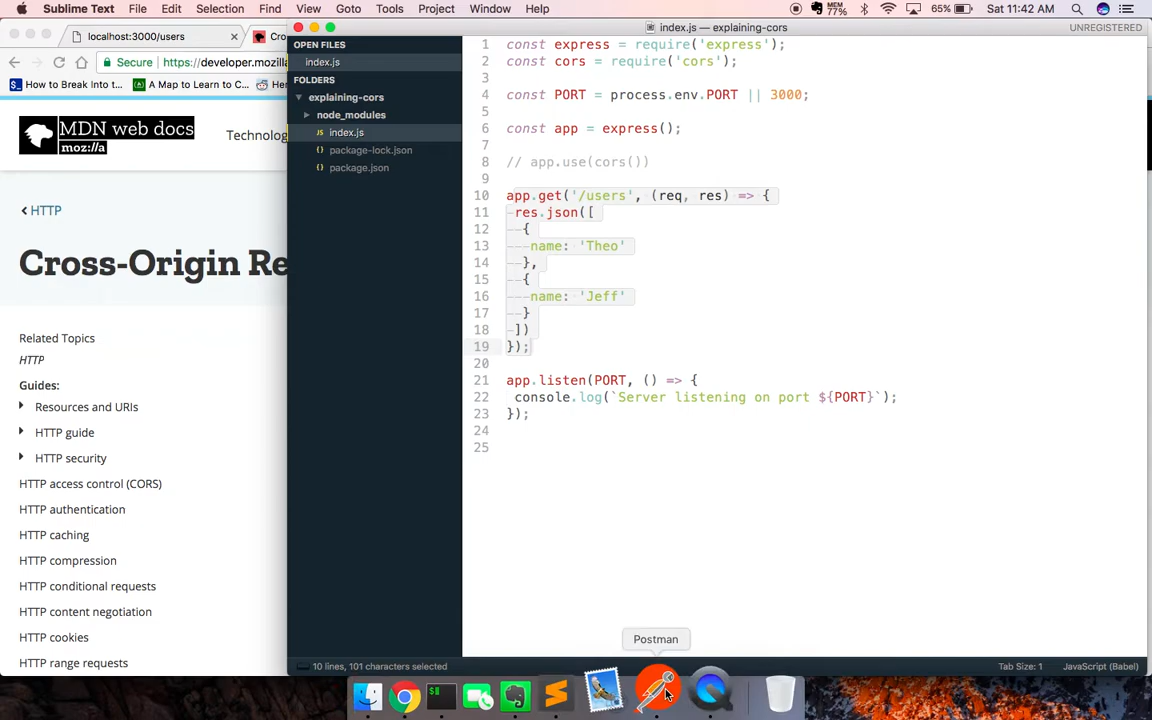 Sublime Text File Edit Selection Find View Goto Tools Project Window Help MEM 77% 65% Sat 11:42 AM
localhost:3000/users Cro
index.js — explaining-cors UNREGISTERED
Secure https://developer.mozilla
How to Break Into t... A Map to Learn to C... Her
MDN web docs
moz://a
Technolog
HTTP
Cross-Origin Re
Related Topics
HTTP
Guides:
Resources and URIs
HTTP guide
HTTP security
HTTP access control (CORS)
HTTP authentication
HTTP caching
HTTP compression
HTTP conditional requests
HTTP content negotiation
HTTP cookies
HTTP range requests
OPEN FILES
index.js
FOLDERS
explaining-cors
node_modules
JS index.js
{} package-lock.json
{} package.json
1 const express = require('express');
2 const cors = require('cors');
3
4 const PORT = process.env.PORT || 3000;
5
6 const app = express();
7
8 // app.use(cors())
9
10 app.get('/users', (req, res) => {
11 res.json([
12 {
13 name: 'Theo'
14 },
15 {
16 name: 'Jeff'
17 }
18 ])
19 });
20
21 app.listen(PORT, () => {
22 console.log(`Server listening on port ${PORT}`);
23 });
24
25
Postman
10 lines, 101 characters selected Tab Size: 1 JavaScript (Babel)